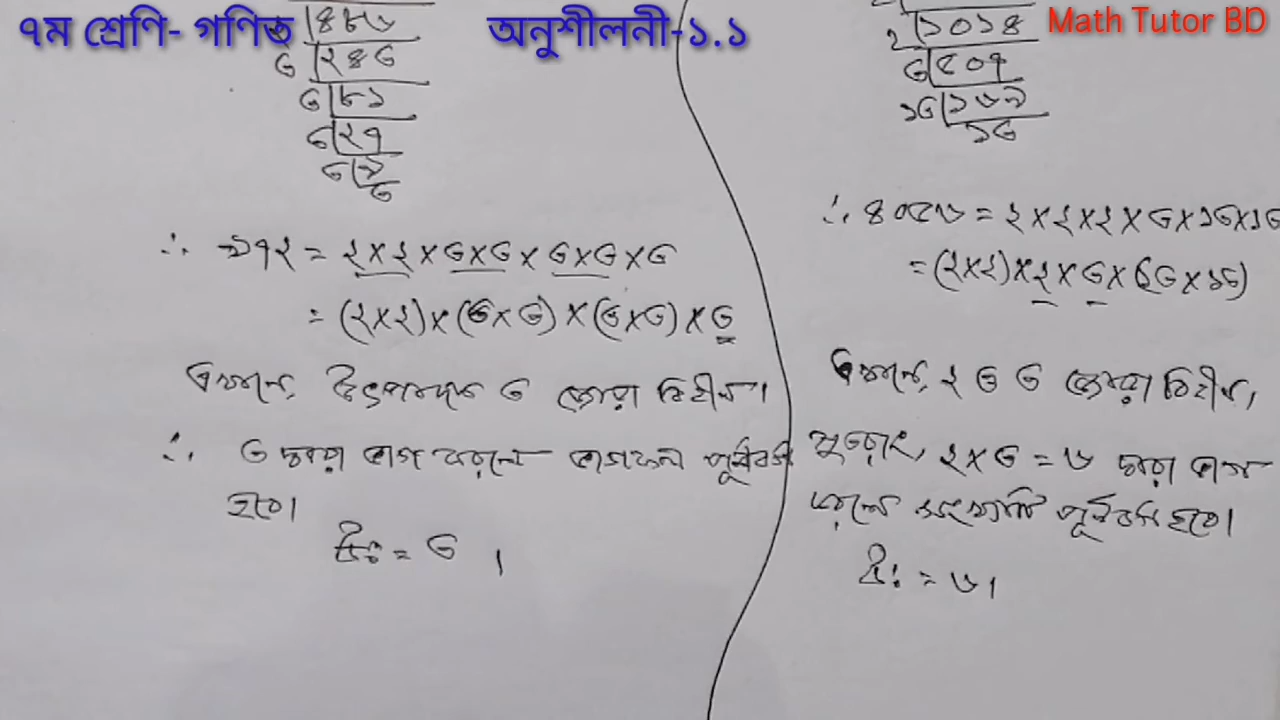 ৭ম শ্রেণি- গণিত
অনুশীলনী-১.১
Math Tutor BD
৪৮৬
৩ ২৪৩
৩ ৮১
৩ ২৭
৩ ৯
৩
∴ ৯৭২ = ২×২×৩×৩×৩×৩×৩
= (২×২)×(৩×৩)×(৩×৩)×৩
এখানে, উৎপাদক ৩ জোড়া বিহীন।
∴ ৩ দ্বারা ভাগ করলে ভাগফল পূর্ণবর্গ
হবে।
উঃ = ৩।
২ ১০১৪
৩ ৫০৭
১৩ ১৬৯
১৩
∴ ৪০৫৬ = ২×২×২×৩×১৩×১৩
= (২×২)×২×৩×(১৩×১৩)
এখানে, ২ ও ৩ জোড়া বিহীন,
সুতরাং, ২×৩ = ৬ দ্বারা ভাগ
করলে সংখ্যাটি পূর্ণবর্গ হবে।
উঃ = ৬।